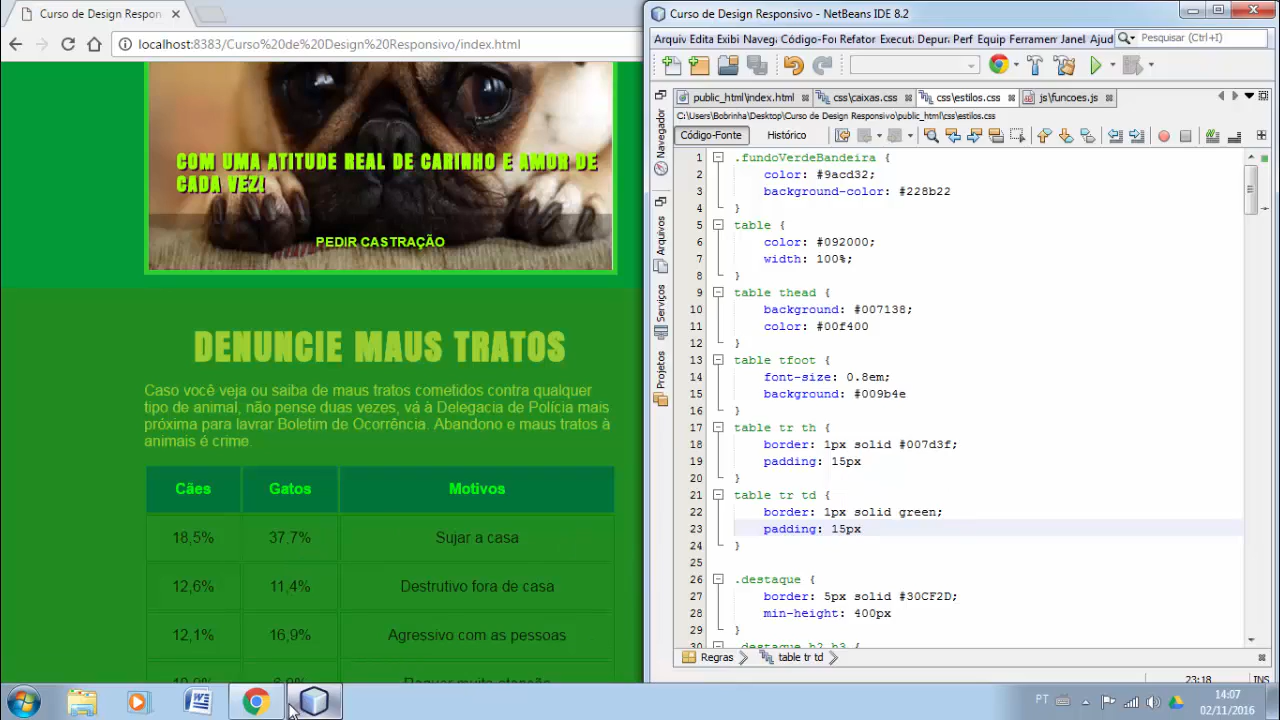 Curso de Design Respon
localhost:8383/Curso%20de%20Design%20Responsivo/index.html
COM UMA ATITUDE REAL DE CARINHO E AMOR DE
CADA VEZ!
PEDIR CASTRAÇÃO
DENUNCIE MAUS TRATOS
Caso você veja ou saiba de maus tratos cometidos contra qualquer
tipo de animal, não pense duas vezes, vá à Delegacia de Polícia mais
próxima para lavrar Boletim de Ocorrência. Abandono e maus tratos à
animais é crime.
Cães Gatos Motivos
18,5% 37,7% Sujar a casa
12,6% 11,4% Destrutivo fora de casa
12,1% 16,9% Agressivo com as pessoas
Curso de Design Responsivo - NetBeans IDE 8.2
Arquiv Edita Exibi Naveg Código-For Refator Execut Depur Perf Equip Ferramen Janel Ajud
Pesquisar (Ctrl+I)
public_html\index.html css\caixas.css css\estilos.css js\funcoes.js
C:\Users\Bobrinha\Desktop\Curso de Design Responsivo\public_html\css\estilos.css
Código-Fonte Histórico
Navegador
Arquivos
Serviços
Projetos
1 .fundoVerdeBandeira {
2 color: #9acd32;
3 background-color: #228b22
4 }
5 table {
6 color: #092000;
7 width: 100%;
8 }
9 table thead {
10 background: #007138;
11 color: #00f400
12 }
13 table tfoot {
14 font-size: 0.8em;
15 background: #009b4e
16 }
17 table tr th {
18 border: 1px solid #007d3f;
19 padding: 15px
20 }
21 table tr td {
22 border: 1px solid green;
23 padding: 15px
24 }
25
26 .destaque {
27 border: 5px solid #30CF2D;
28 min-height: 400px
29 }
30 .destaque h2,h3 {
Regras table tr td
23:18 INS
PT
14:07
02/11/2016